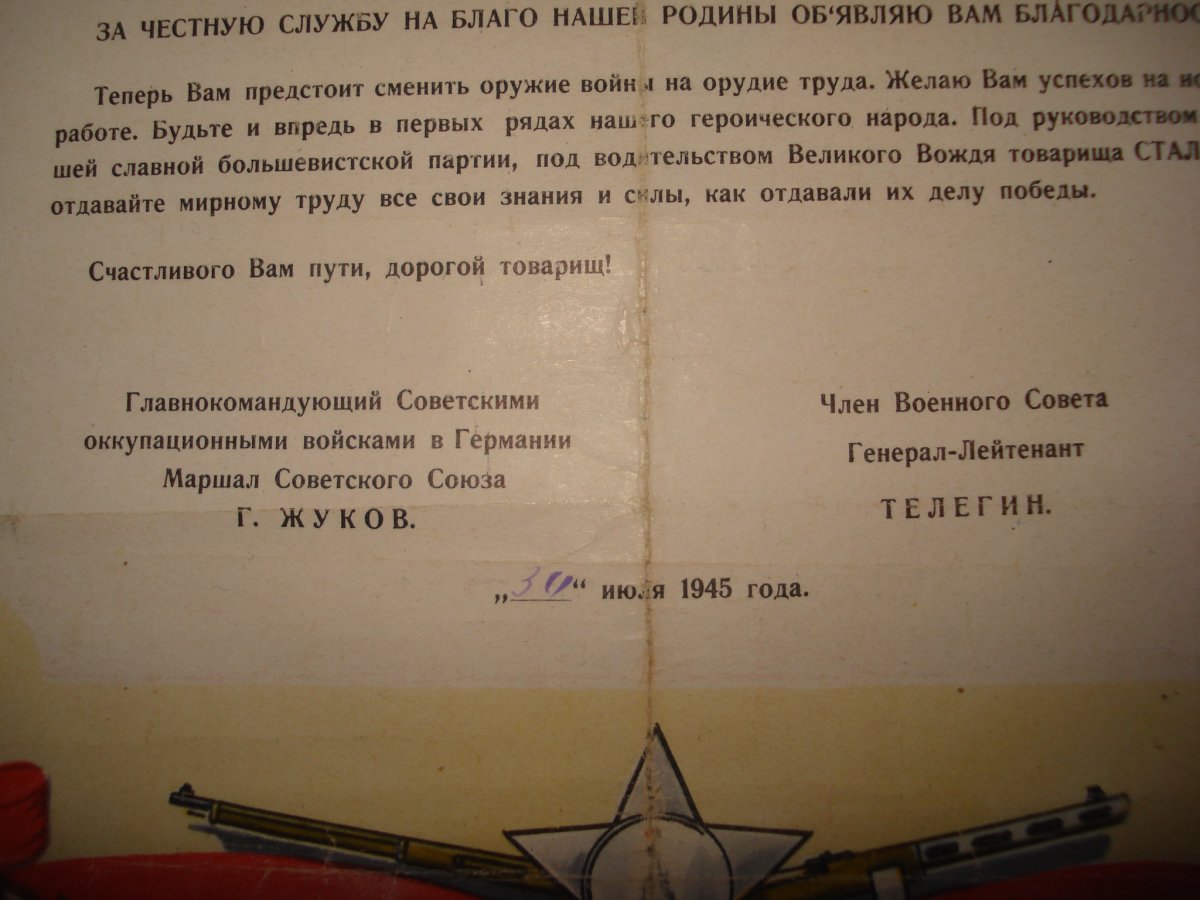 ЗА ЧЕСТНУЮ СЛУЖБУ НА БЛАГО НАШЕЙ РОДИНЫ ОБ‘ЯВЛЯЮ ВАМ БЛАГОДАРНОС
Теперь Вам предстоит сменить оружие войны на орудие труда. Желаю Вам успехов на но
работе. Будьте и впредь в первых рядах нашего героического народа. Под руководством
шей славной большевистской партии, под водительством Великого Вождя товарища СТАЛ
отдавайте мирному труду все свои знания и силы, как отдавали их делу победы.
Счастливого Вам пути, дорогой товарищ!
Главнокомандующий Советскими
оккупационными войсками в Германии
Маршал Советского Союза
Г. ЖУКОВ.
Член Военного Совета
Генерал-Лейтенант
ТЕЛЕГИН.
„30“ июля 1945 года.